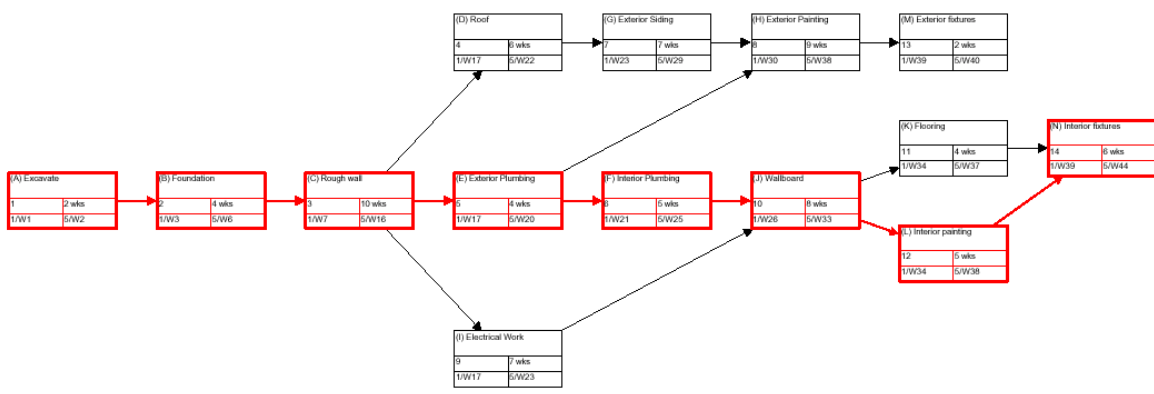 (D) Roof
4 6 wks
1/W17 5/W22
(G) Exterior Siding
7 7 wks
1/W23 5/W29
(H) Exterior Painting
8 9 wks
1/W30 5/W38
(M) Exterior fixtures
13 2 wks
1/W39 5/W40
(K) Flooring
11 4 wks
1/W34 5/W37
(N) Interior fixtures
14 6 wks
1/W39 5/W44
(A) Excavate
1 2 wks
1/W1 5/W2
(B) Foundation
2 4 wks
1/W3 5/W6
(C) Rough wall
3 10 wks
1/W7 5/W16
(E) Exterior Plumbing
5 4 wks
1/W17 5/W20
(F) Interior Plumbing
6 5 wks
1/W21 5/W25
(J) Wallboard
10 8 wks
1/W26 5/W33
(L) Interior painting
12 5 wks
1/W34 5/W38
(I) Electrical Work
9 7 wks
1/W17 5/W23